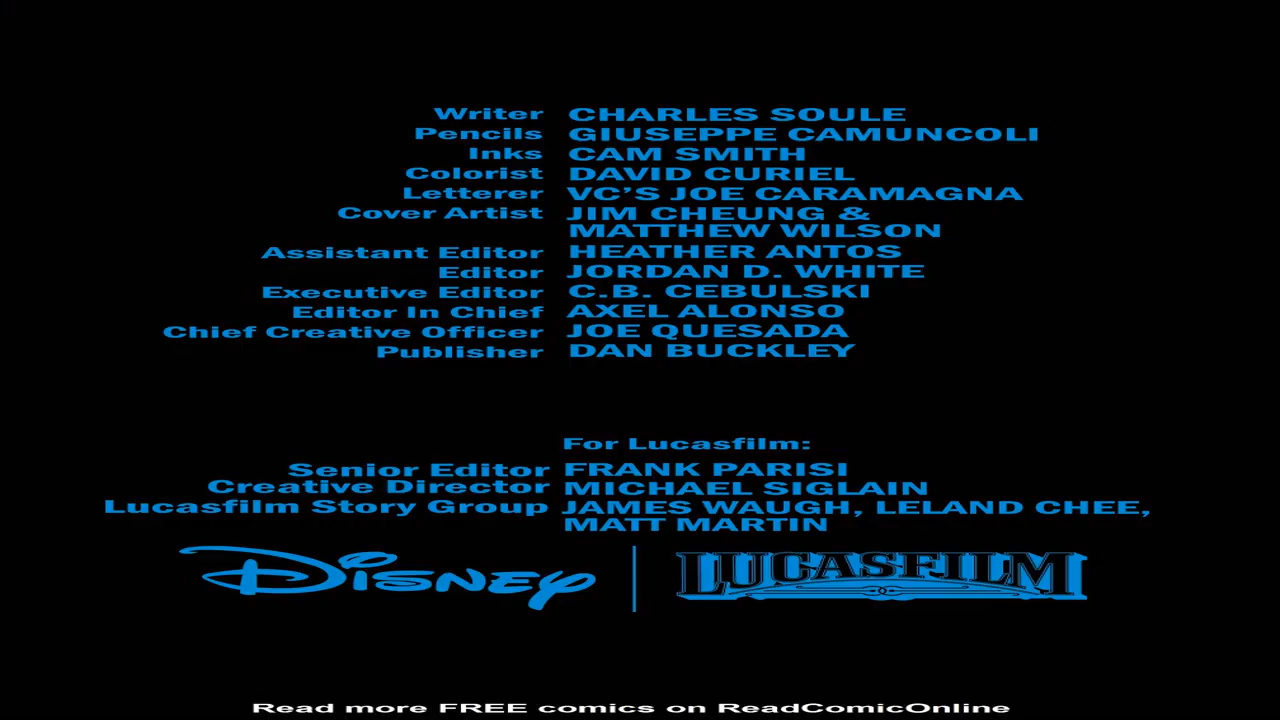 Writer CHARLES SOULE
Pencils GIUSEPPE CAMUNCOLI
Inks CAM SMITH
Colorist DAVID CURIEL
Letterer VC'S JOE CARAMAGNA
Cover Artist JIM CHEUNG &
MATTHEW WILSON
Assistant Editor HEATHER ANTOS
Editor JORDAN D. WHITE
Executive Editor C.B. CEBULSKI
Editor In Chief AXEL ALONSO
Chief Creative Officer JOE QUESADA
Publisher DAN BUCKLEY
For Lucasfilm:
Senior Editor FRANK PARISI
Creative Director MICHAEL SIGLAIN
Lucasfilm Story Group JAMES WAUGH, LELAND CHEE,
MATT MARTIN
DISNEY LUCASFILM
Read more FREE comics on ReadComicOnline